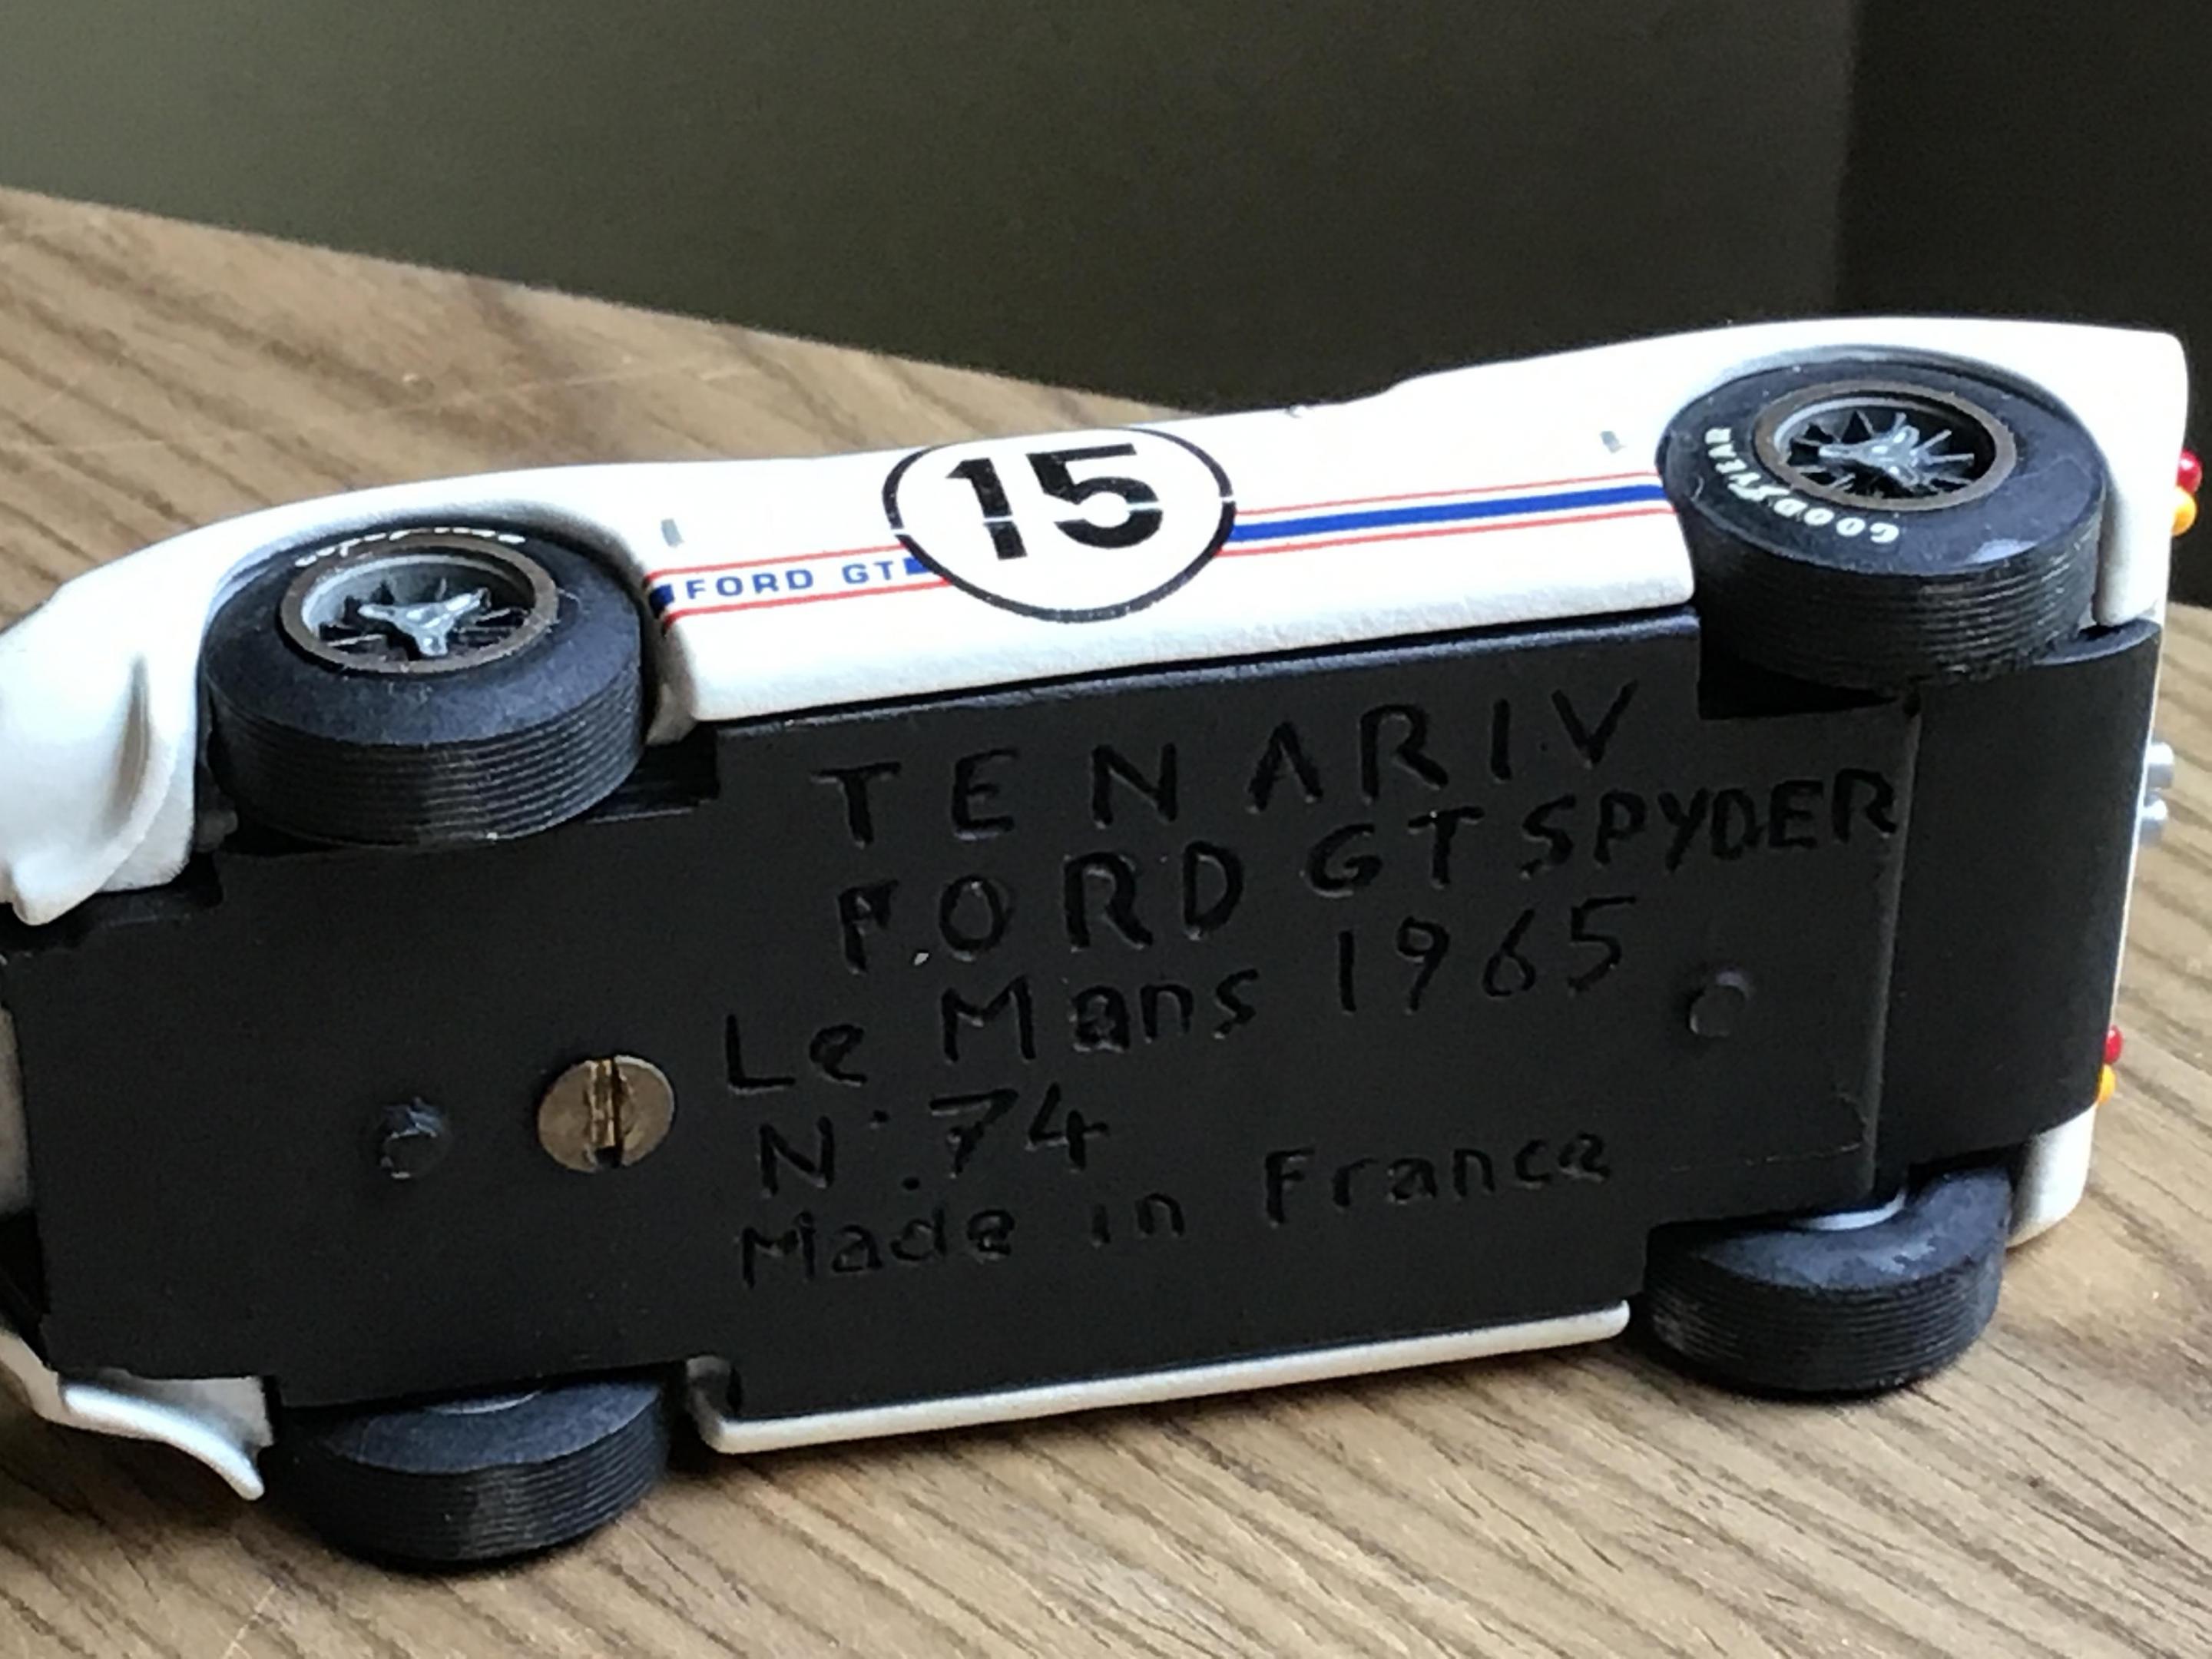 15
FORD GT
GOODYEAR
TENARIV
FORD GT SPYDER
Le Mans 1965
N°.74
Made in France